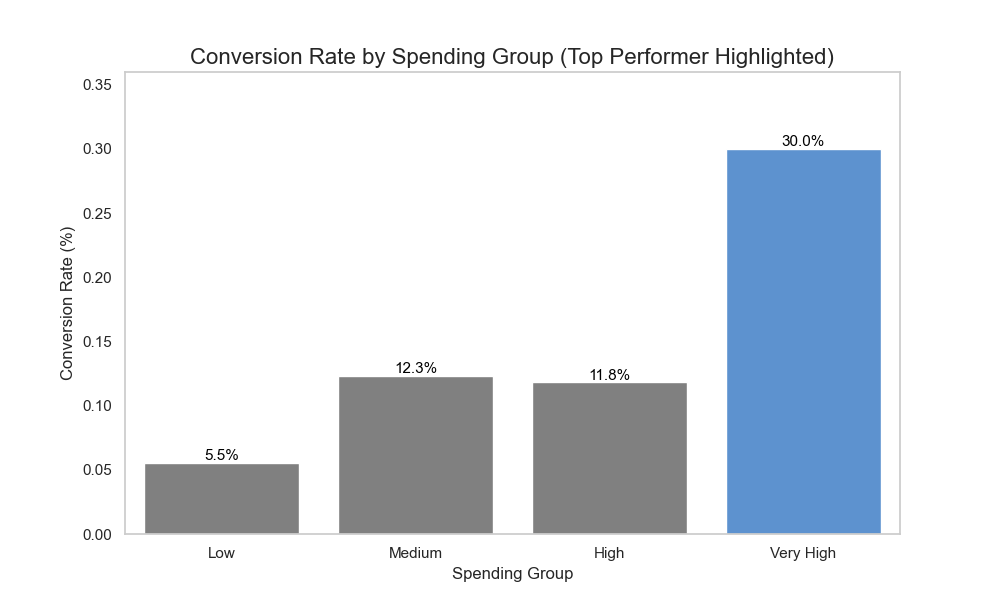 Conversion Rate by Spending Group (Top Performer Highlighted)
Conversion Rate (%)
0.35
0.30
0.25
0.20
0.15
0.10
0.05
0.00
5.5%
12.3%
11.8%
30.0%
Low
Medium
High
Very High
Spending Group